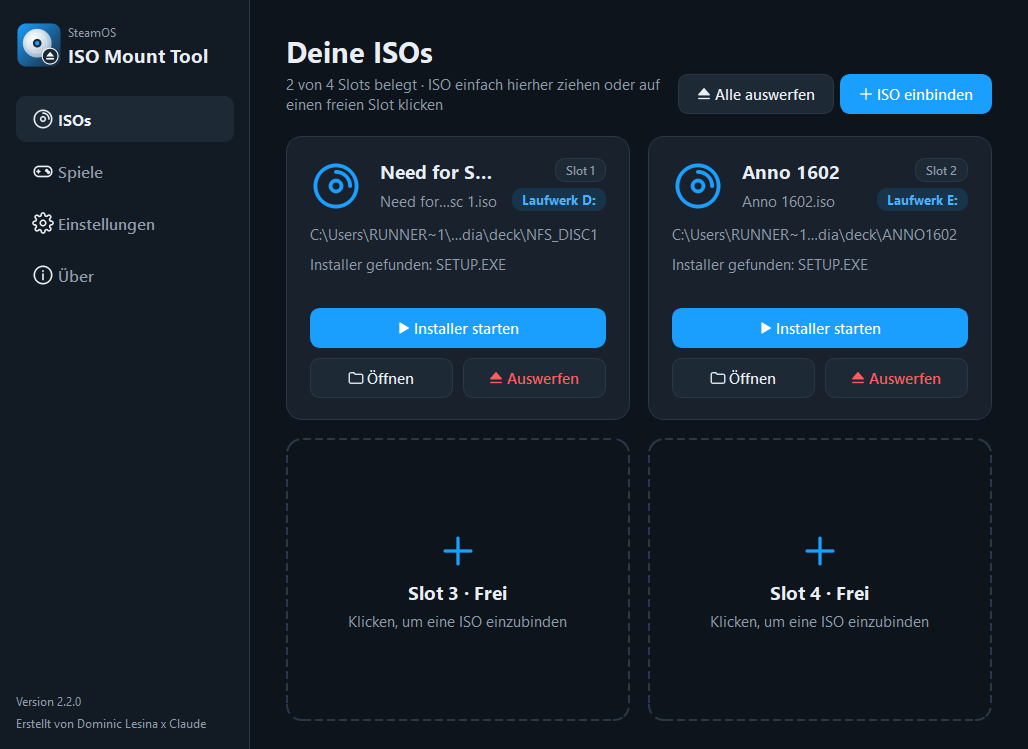 SteamOS
ISO Mount Tool
ISOs
Spiele
Einstellungen
Über
Version 2.2.0
Erstellt von Dominic Lesina x Claude
Deine ISOs
2 von 4 Slots belegt · ISO einfach hierher ziehen oder auf
einen freien Slot klicken
Alle auswerfen
ISO einbinden
Need for S...
Slot 1
Need for...sc 1.iso
Laufwerk D:
C:\Users\RUNNER~1\...dia\deck\NFS_DISC1
Installer gefunden: SETUP.EXE
Installer starten
Öffnen
Auswerfen
Anno 1602
Slot 2
Anno 1602.iso
Laufwerk E:
C:\Users\RUNNER~1...dia\deck\ANNO1602
Installer gefunden: SETUP.EXE
Installer starten
Öffnen
Auswerfen
Slot 3 · Frei
Klicken, um eine ISO einzubinden
Slot 4 · Frei
Klicken, um eine ISO einzubinden